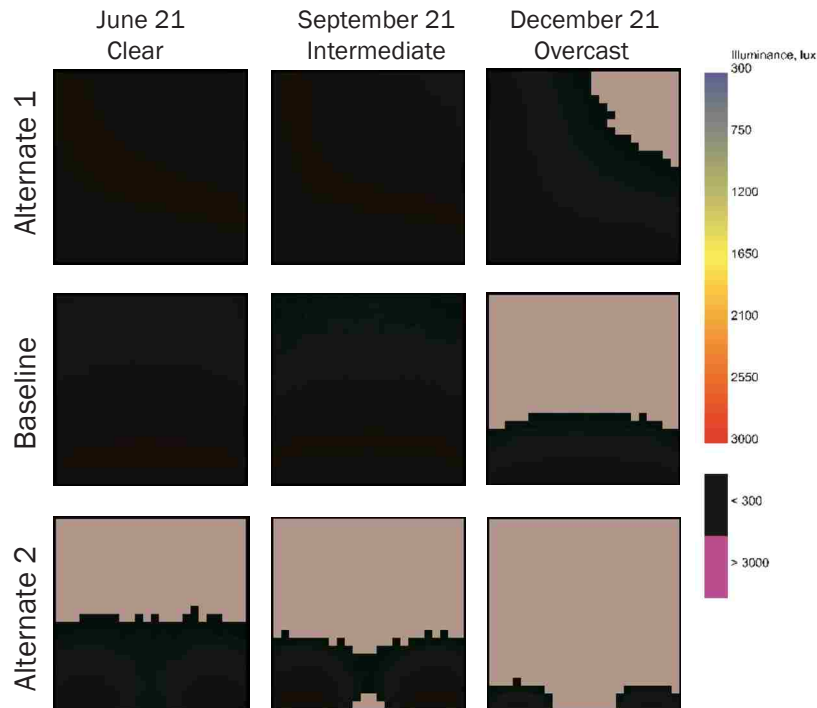 June 21
Clear
September 21
Intermediate
December 21
Overcast
Illuminance, lux
300
750
1200
1650
2100
2550
3000
< 300
> 3000
Alternate 1
Baseline
Alternate 2